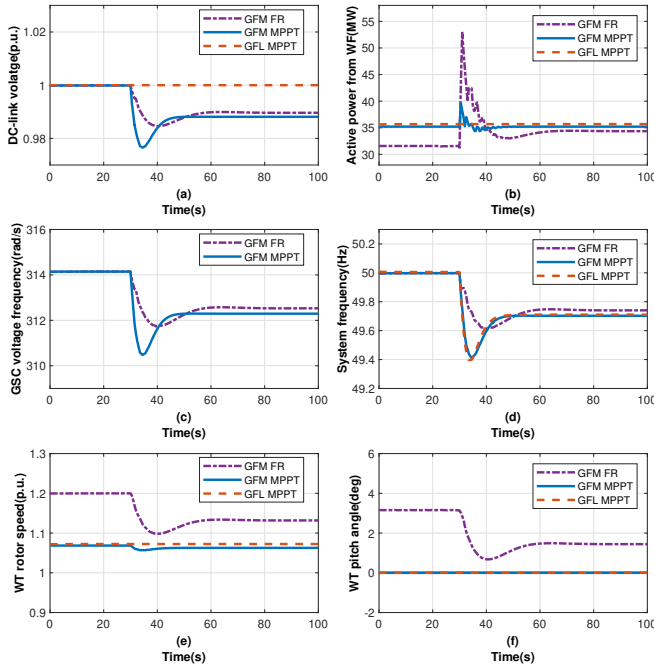 (a)
DC-link volatge(p.u.)
1.02
1
0.98
GFM FR
GFM MPPT
GFL MPPT
0 20 40 60 80 100
Time(s)
(b)
Active power from WF(MW)
55
50
45
40
35
30
GFM FR
GFM MPPT
GFL MPPT
0 20 40 60 80 100
Time(s)
(c)
GSC voltage frequency(rad/s)
316
314
312
310
GFM FR
GFM MPPT
0 20 40 60 80 100
Time(s)
(d)
System frequency(Hz)
50.2
50
49.8
49.6
49.4
49.2
GFM FR
GFM MPPT
GFL MPPT
0 20 40 60 80 100
Time(s)
(e)
WT rotor speed(p.u.)
1.3
1.2
1.1
1
0.9
GFM FR
GFM MPPT
GFL MPPT
0 20 40 60 80 100
Time(s)
(f)
WT pitch angle(deg)
6
4
2
0
-2
GFM FR
GFM MPPT
GFL MPPT
0 20 40 60 80 100
Time(s)